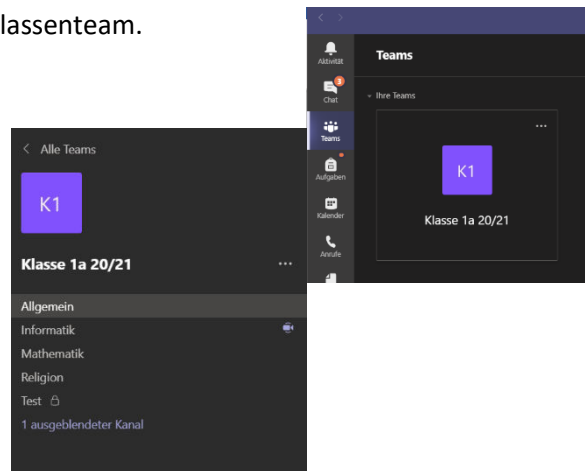 lassenteam.
Aktivität
Teams
3
Chat
Ihre Teams
Teams
K1
Aufgaben
Klasse 1a 20/21
Kalender
Anrufe
Alle Teams
K1
Klasse 1a 20/21
Allgemein
Informatik
Mathematik
Religion
Test
1 ausgeblendeter Kanal